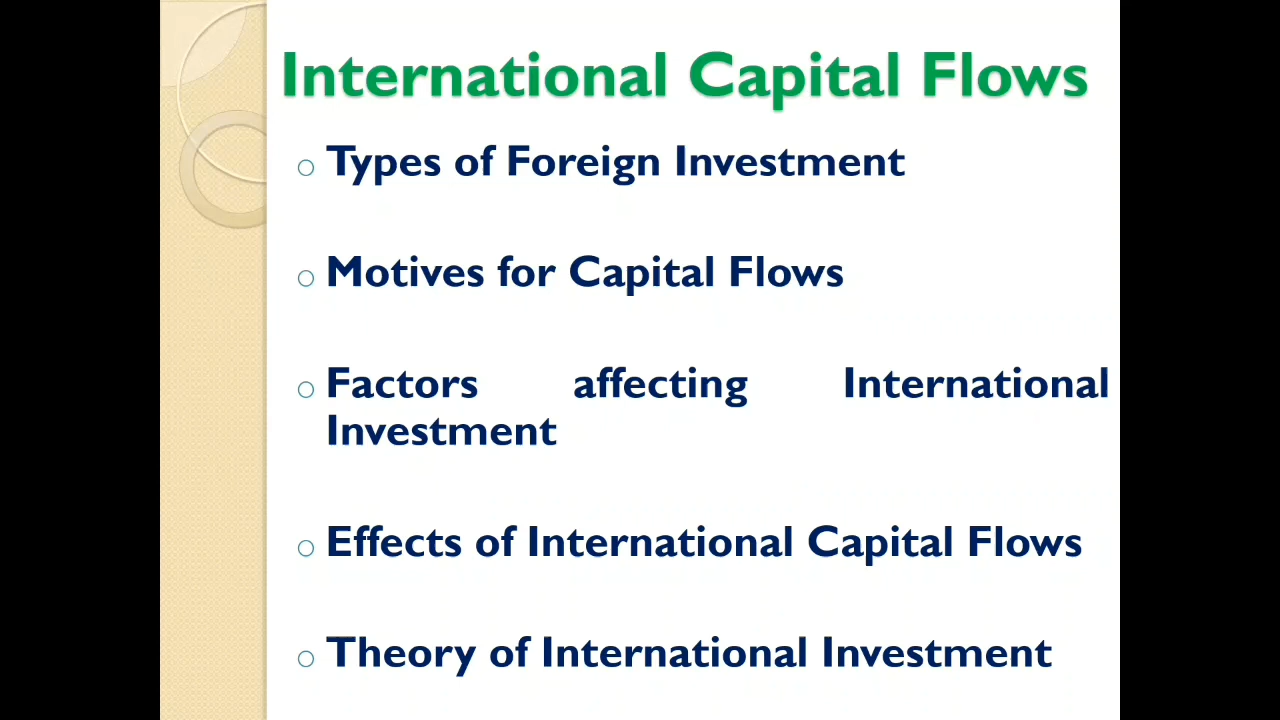 International Capital Flows
Types of Foreign Investment
Motives for Capital Flows
Factors affecting International
Investment
Effects of International Capital Flows
Theory of International Investment